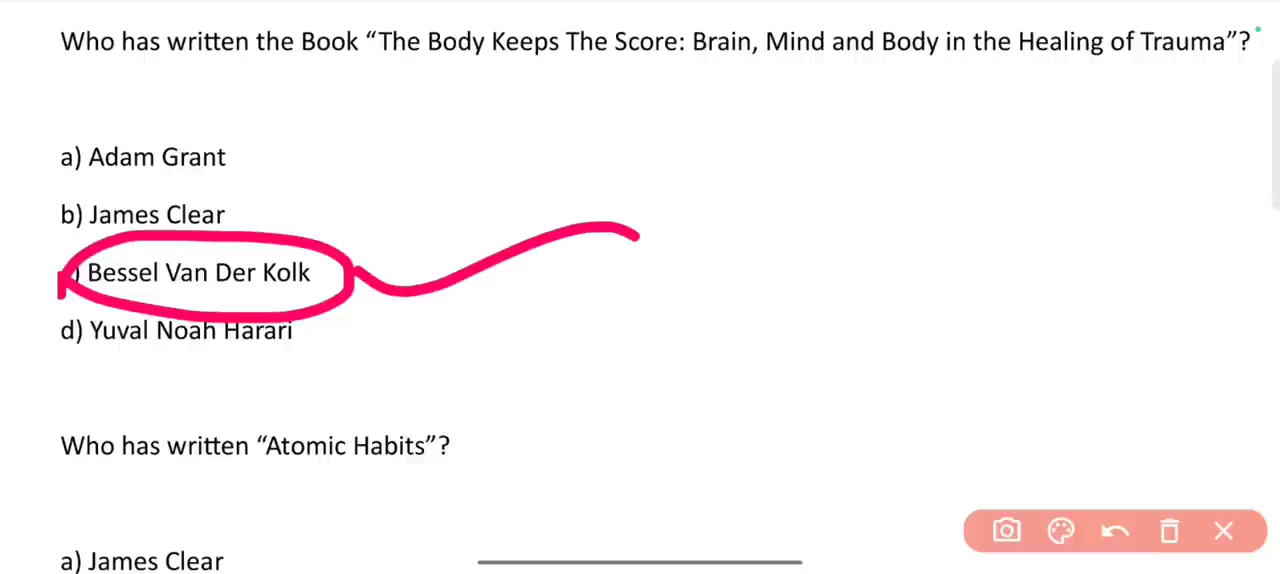 Who has written the Book “The Body Keeps The Score: Brain, Mind and Body in the Healing of Trauma”?
a) Adam Grant
b) James Clear
) Bessel Van Der Kolk
d) Yuval Noah Harari
Who has written “Atomic Habits”?
a) James Clear